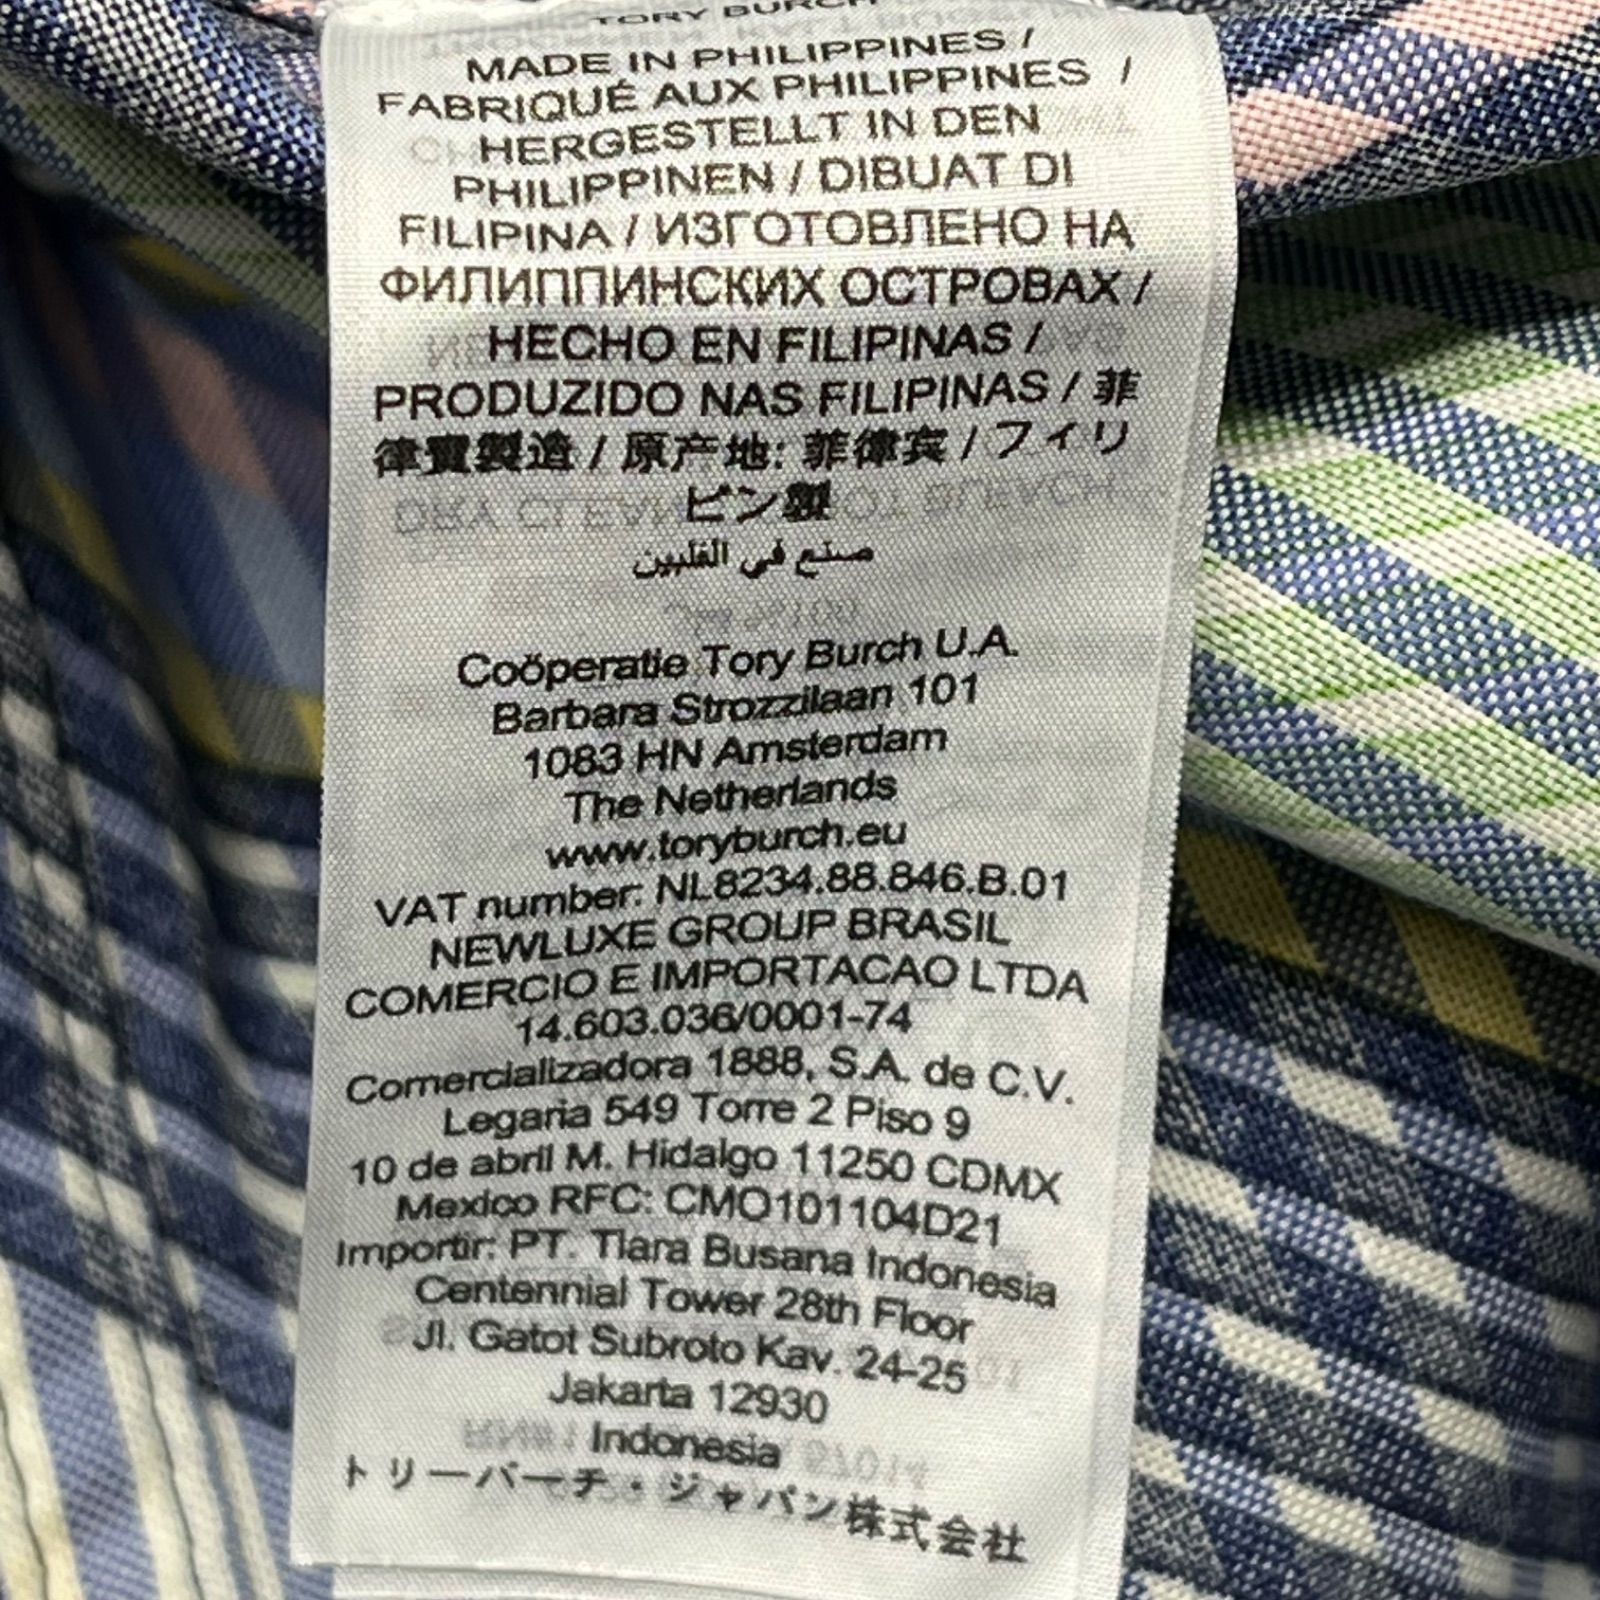 TORY BURCH
MADE IN PHILIPPINES /
FABRIQUÉ AUX PHILIPPINES /
HERGESTELLT IN DEN
PHILIPPINEN / DIBUAT DI
FILIPINA / ИЗГОТОВЛЕНО НА
ФИЛИППИНСКИХ ОСТРОВАХ /
HECHO EN FILIPINAS /
PRODUZIDO NAS FILIPINAS / 菲
律賓製造 / 原产地: 菲律宾 / フィリ
ピン製
صنع في الفلبين
Coöperatie Tory Burch U.A.
Barbara Strozzilaan 101
1083 HN Amsterdam
The Netherlands
www.toryburch.eu
VAT number: NL8234.88.846.B.01
NEWLUXE GROUP BRASIL
COMERCIO E IMPORTACAO LTDA
14.603.036/0001-74
Comercializadora 1888, S.A. de C.V.
Legaria 549 Torre 2 Piso 9
10 de abril M. Hidalgo 11250 CDMX
Mexico RFC: CMO101104D21
Importir: PT. Tiara Busana Indonesia
Centennial Tower 28th Floor
Jl. Gatot Subroto Kav. 24-25
Jakarta 12930
Indonesia
トリーバーチ・ジャパン株式会社